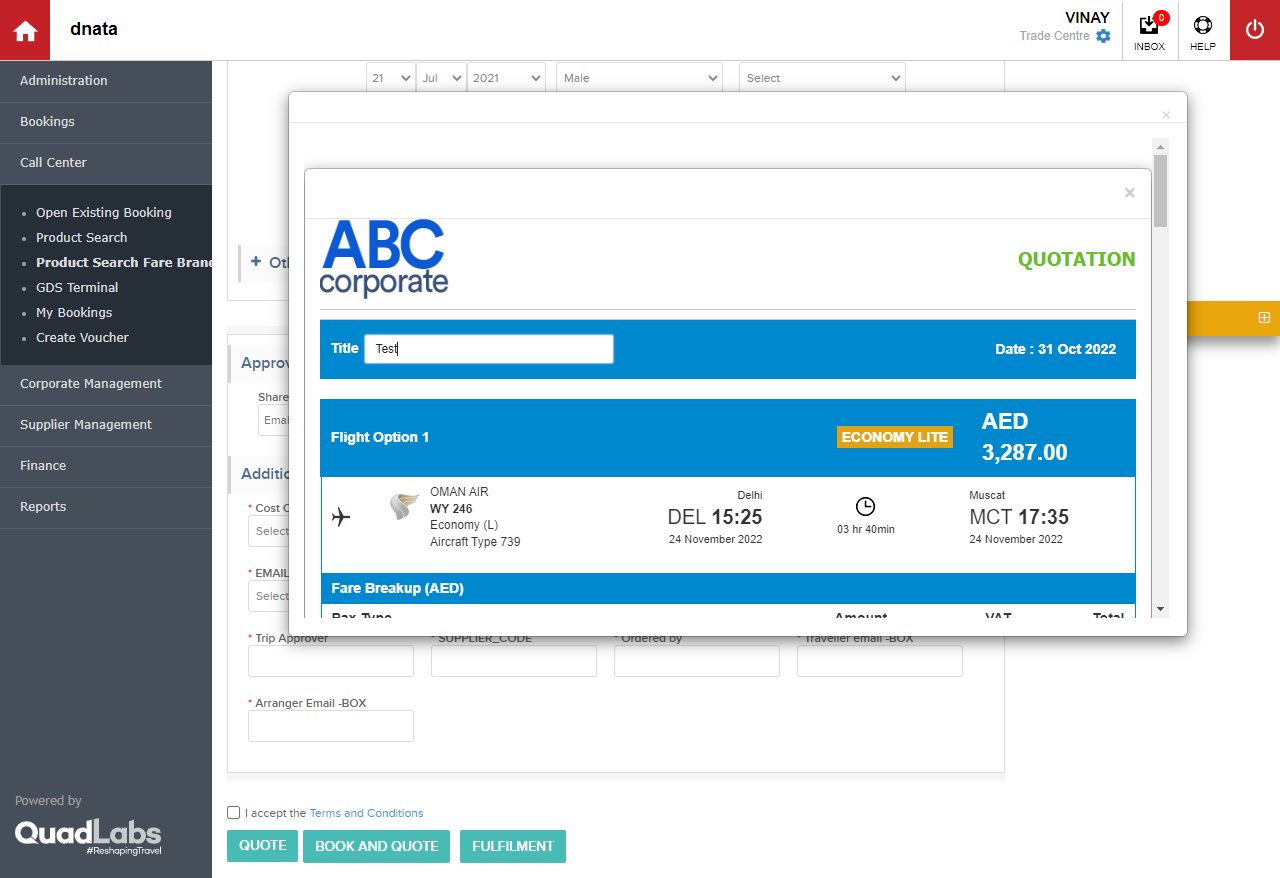 dnata
VINAY
Trade Centre
0
INBOX
HELP
Administration
Bookings
Call Center
Open Existing Booking
Product Search
Product Search Fare Brand
GDS Terminal
My Bookings
Create Voucher
Corporate Management
Supplier Management
Finance
Reports
Powered by
QuadLabs
#ReshapingTravel
21 Jul 2021 Male Select
×
×
ABC
corporate
QUOTATION
Title Test
Date : 31 Oct 2022
Flight Option 1
ECONOMY LITE
AED
3,287.00
OMAN AIR
WY 246
Economy (L)
Aircraft Type 739
Delhi
DEL 15:25
24 November 2022
03 hr 40min
Muscat
MCT 17:35
24 November 2022
Fare Breakup (AED)
Pax Type Amount VAT Total
+
Approv
Share
Emai
Additic
* Cost C
Select
* EMAIL
Select
* Trip Approver
* SUPPLIER_CODE
* Ordered by
* Traveller email -BOX
* Arranger Email -BOX
I accept the Terms and Conditions
QUOTE
BOOK AND QUOTE
FULFILMENT